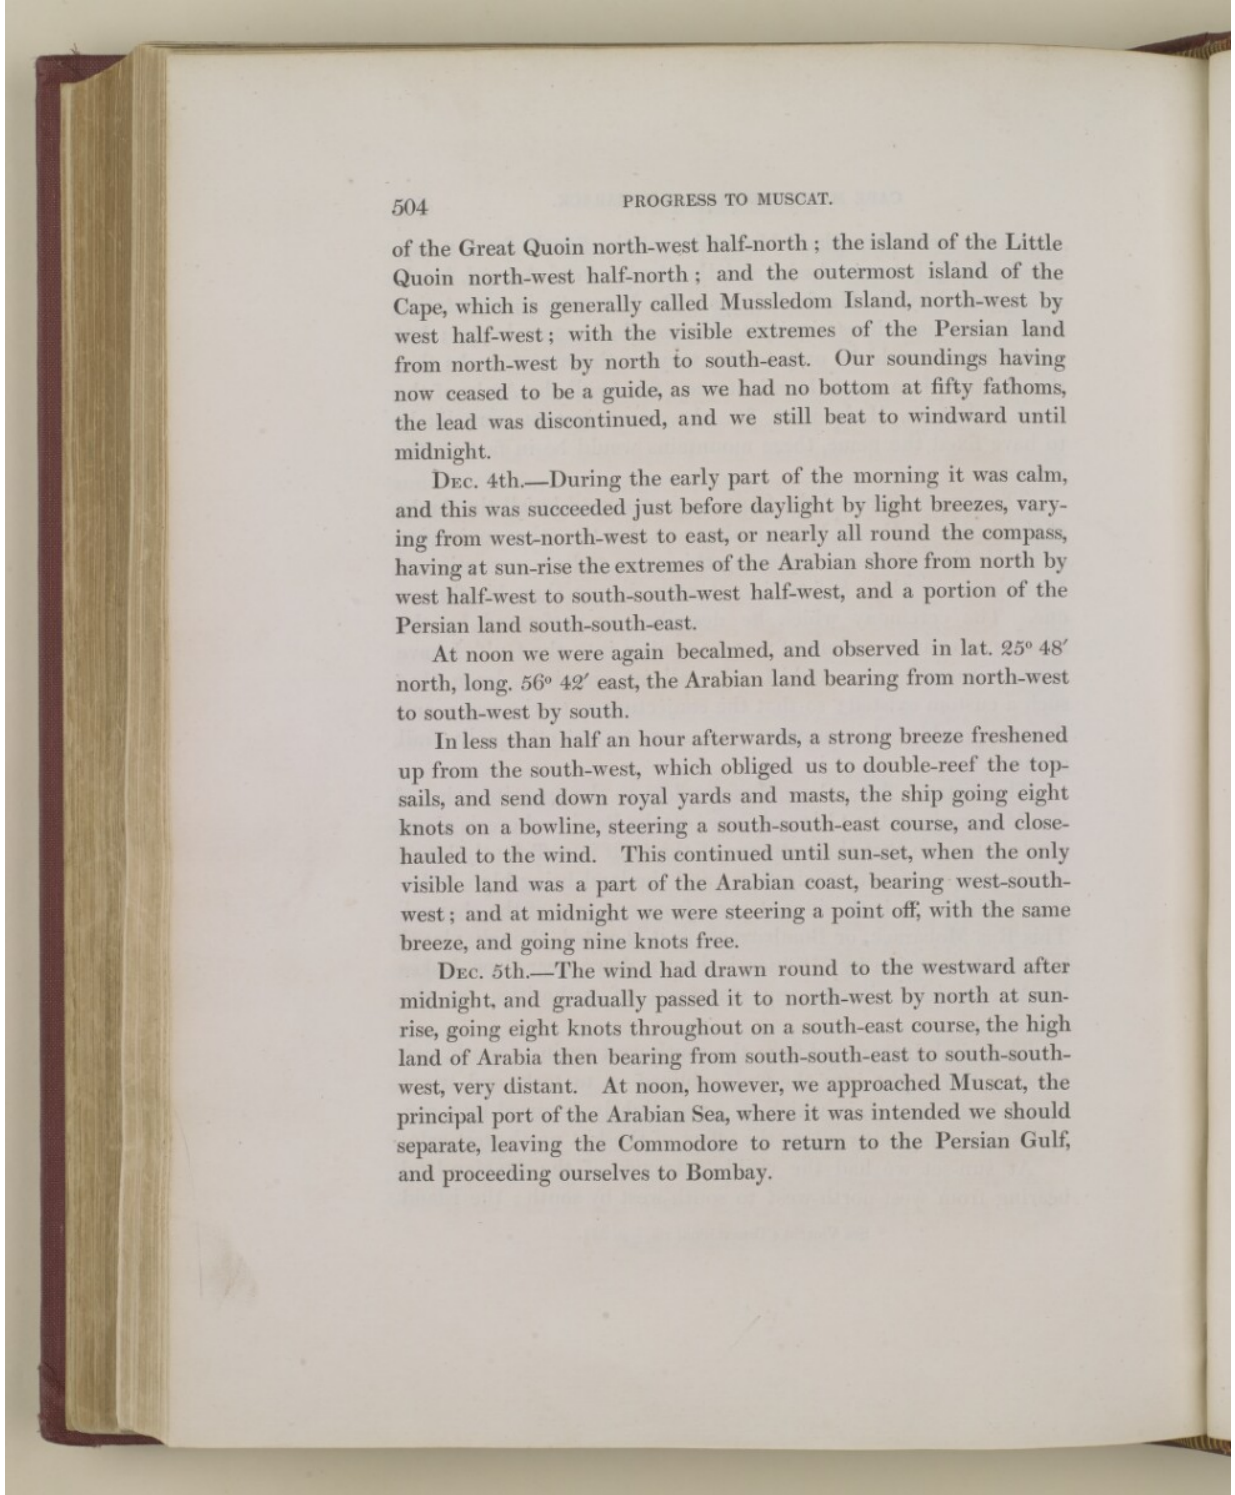 504
PROGRESS TO MUSCAT.
of the Great Quoin north-west half-north ; the island of the Little
Quoin north-west half-north ; and the outermost island of the
Cape, which is generally called Mussledom Island, north-west by
west half-west ; with the visible extremes of the Persian land
from north-west by north to south-east. Our soundings having
now ceased to be a guide, as we had no bottom at fifty fathoms,
the lead was discontinued, and we still beat to windward until
midnight.
DEC. 4th.—During the early part of the morning it was calm,
and this was succeeded just before daylight by light breezes, vary-
ing from west-north-west to east, or nearly all round the compass,
having at sun-rise the extremes of the Arabian shore from north by
west half-west to south-south-west half-west, and a portion of the
Persian land south-south-east.
At noon we were again becalmed, and observed in lat. 25° 48′
north, long. 56° 42′ east, the Arabian land bearing from north-west
to south-west by south.
In less than half an hour afterwards, a strong breeze freshened
up from the south-west, which obliged us to double-reef the top-
sails, and send down royal yards and masts, the ship going eight
knots on a bowline, steering a south-south-east course, and close-
hauled to the wind. This continued until sun-set, when the only
visible land was a part of the Arabian coast, bearing west-south-
west ; and at midnight we were steering a point off, with the same
breeze, and going nine knots free.
DEC. 5th.—The wind had drawn round to the westward after
midnight, and gradually passed it to north-west by north at sun-
rise, going eight knots throughout on a south-east course, the high
land of Arabia then bearing from south-south-east to south-south-
west, very distant. At noon, however, we approached Muscat, the
principal port of the Arabian Sea, where it was intended we should
separate, leaving the Commodore to return to the Persian Gulf,
and proceeding ourselves to Bombay.